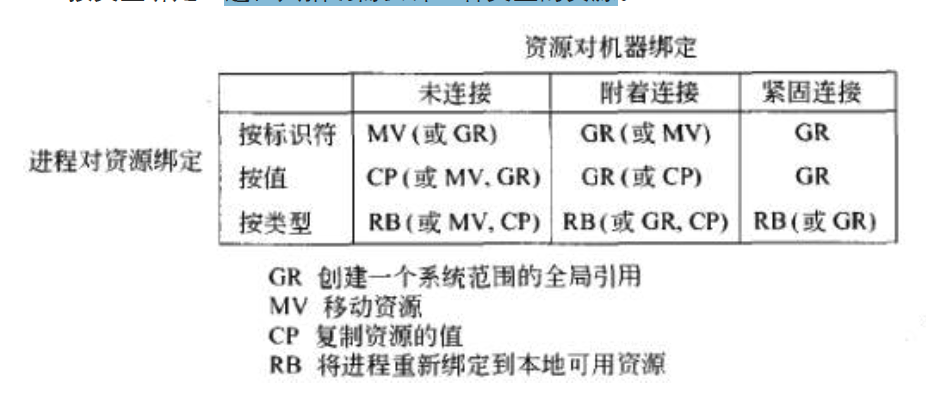 资源对机器绑定
未连接 附着连接 紧固连接
进程对资源绑定
按标识符 MV(或 GR) GR(或 MV) GR
按值 CP(或 MV, GR) GR(或 CP) GR
按类型 RB(或 MV, CP) RB(或 GR, CP) RB(或 GR)
GR 创建一个系统范围的全局引用
MV 移动资源
CP 复制资源的值
RB 将进程重新绑定到本地可用资源